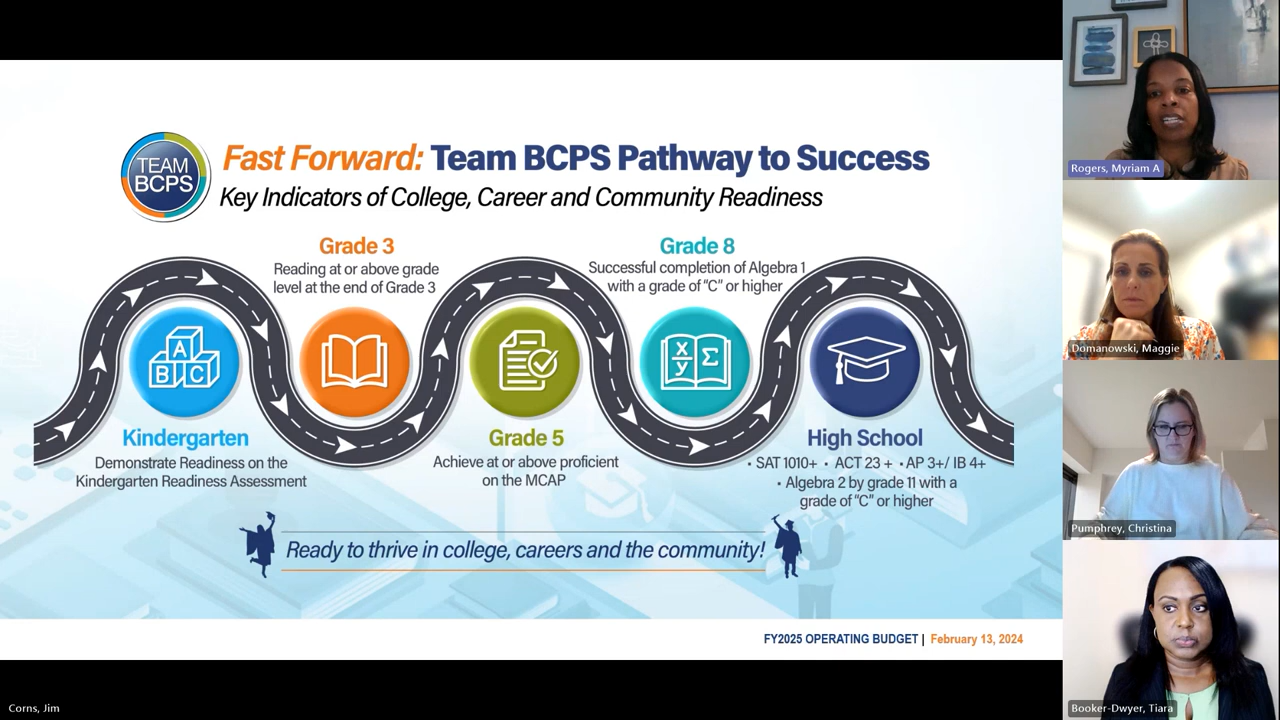 TEAM
BCPS
Fast Forward: Team BCPS Pathway to Success
Key Indicators of College, Career and Community Readiness
Grade 3
Reading at or above grade
level at the end of Grade 3
Grade 8
Successful completion of Algebra 1
with a grade of “C” or higher
A
B C
x
y Σ
Kindergarten
Demonstrate Readiness on the
Kindergarten Readiness Assessment
Grade 5
Achieve at or above proficient
on the MCAP
High School
• SAT 1010+ • ACT 23 + • AP 3+/ IB 4+
• Algebra 2 by grade 11 with a
grade of “C” or higher
Ready to thrive in college, careers and the community!
FY2025 OPERATING BUDGET | February 13, 2024
Corns, Jim
Rogers, Myriam A
Domanowski, Maggie
Pumphrey, Christina
Booker-Dwyer, Tiara